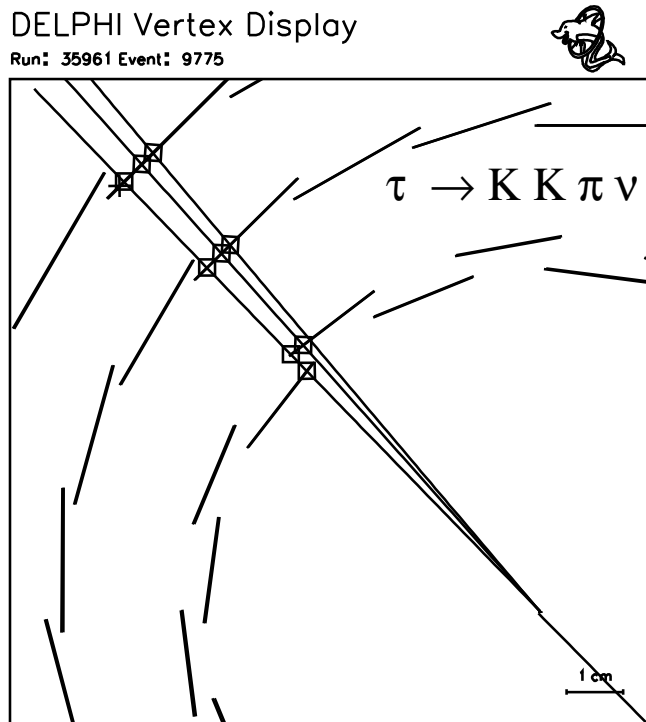 DELPHI Vertex Display
Run: 35961 Event: 9775
τ → K K π ν
1 cm